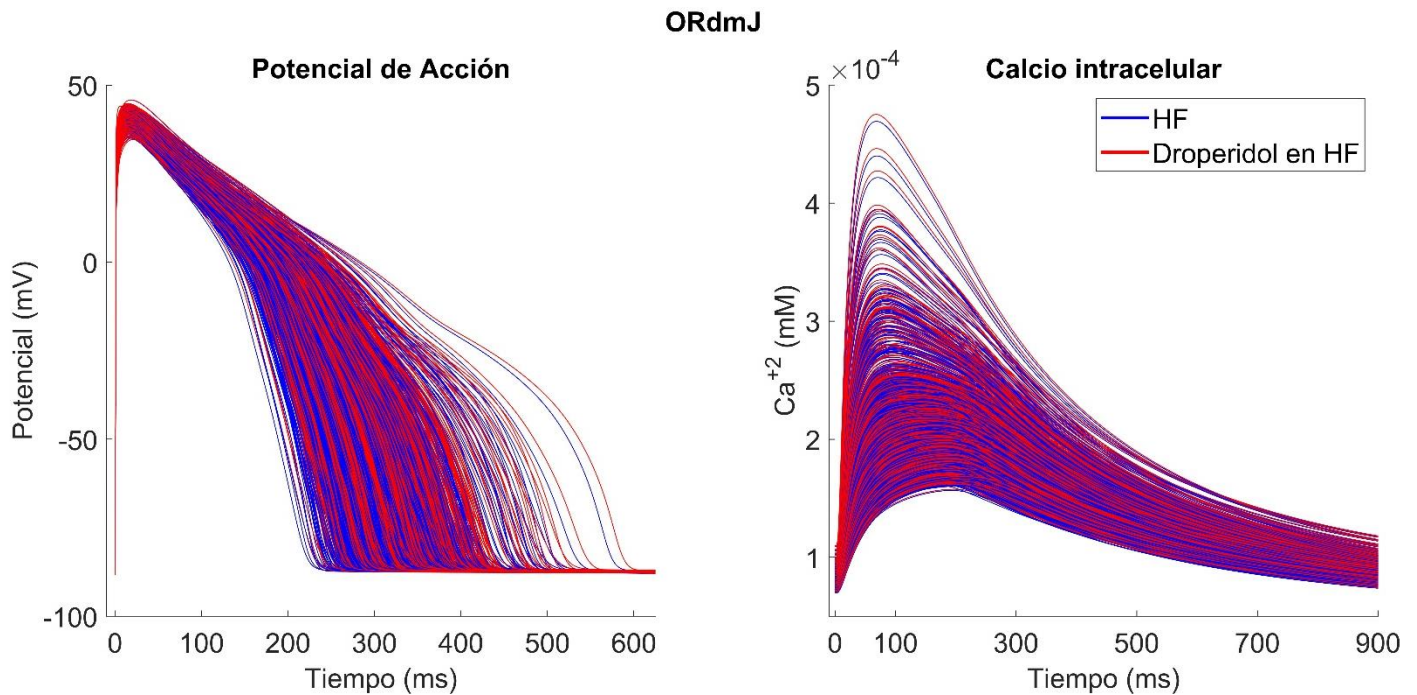 ORdmJ
Potencial de Acción
50
0
-50
-100
Potencial (mV)
0 100 200 300 400 500 600
Tiempo (ms)
Calcio intracelular
×10-4
5
4
3
2
1
Ca+2 (mM)
0 100 300 500 700 900
Tiempo (ms)
HF
Droperidol en HF